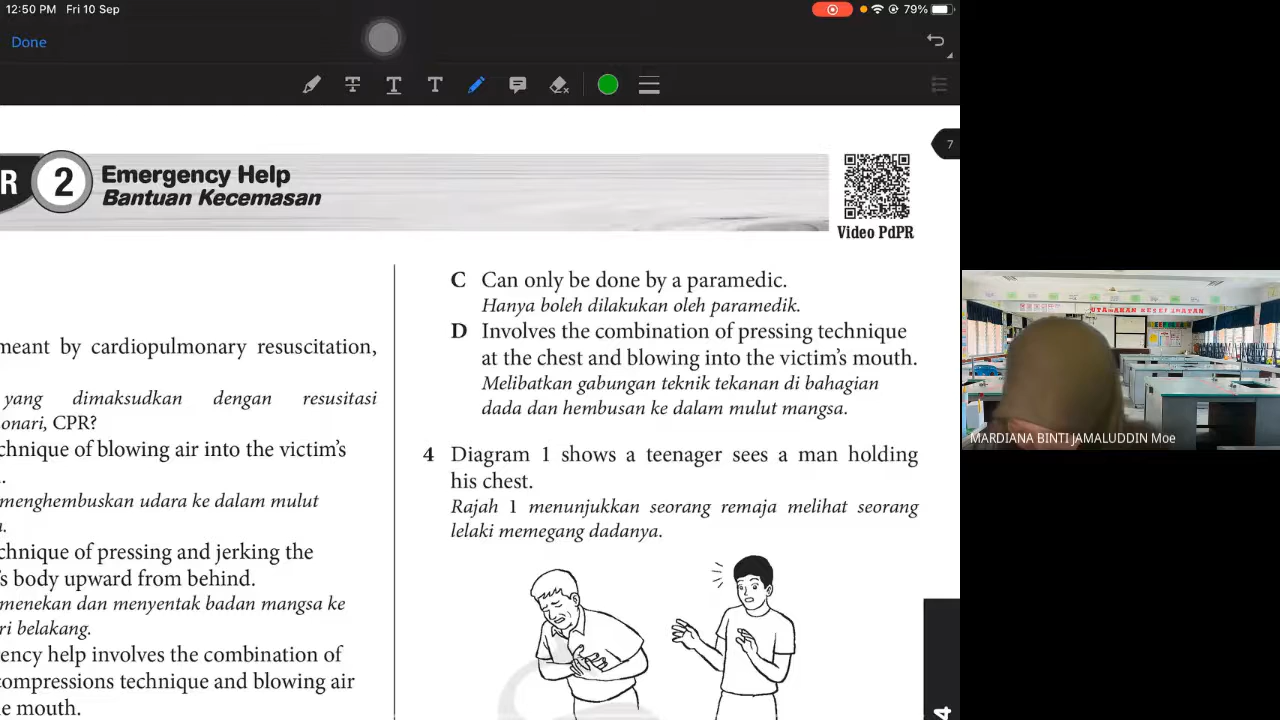 12:50 PM Fri 10 Sep
79%
Done
T T T
7
R 2 Emergency Help
Bantuan Kecemasan
Video PdPR
meant by cardiopulmonary resuscitation,
yang dimaksudkan dengan resusitasi
onari, CPR?
chnique of blowing air into the victim's
menghembuskan udara ke dalam mulut
chnique of pressing and jerking the
's body upward from behind.
menekan dan menyentak badan mangsa ke
ri belakang.
ency help involves the combination of
compressions technique and blowing air
e mouth.
C Can only be done by a paramedic.
Hanya boleh dilakukan oleh paramedik.
D Involves the combination of pressing technique
at the chest and blowing into the victim's mouth.
Melibatkan gabungan teknik tekanan di bahagian
dada dan hembusan ke dalam mulut mangsa.
4 Diagram 1 shows a teenager sees a man holding
his chest.
Rajah 1 menunjukkan seorang remaja melihat seorang
lelaki memegang dadanya.
4
UTAMAKAN KESELAMATAN
MARDIANA BINTI JAMALUDDIN Moe